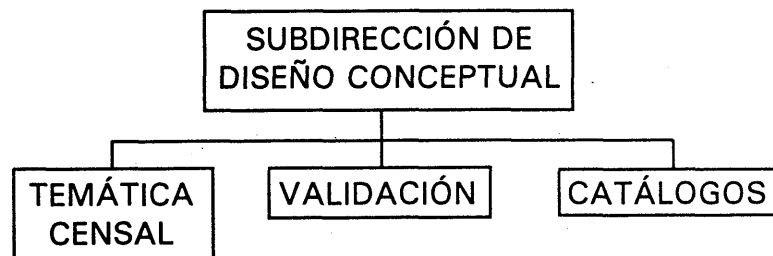 SUBDIRECCIÓN DE
DISEÑO CONCEPTUAL
TEMÁTICA
CENSAL
VALIDACIÓN
CATÁLOGOS